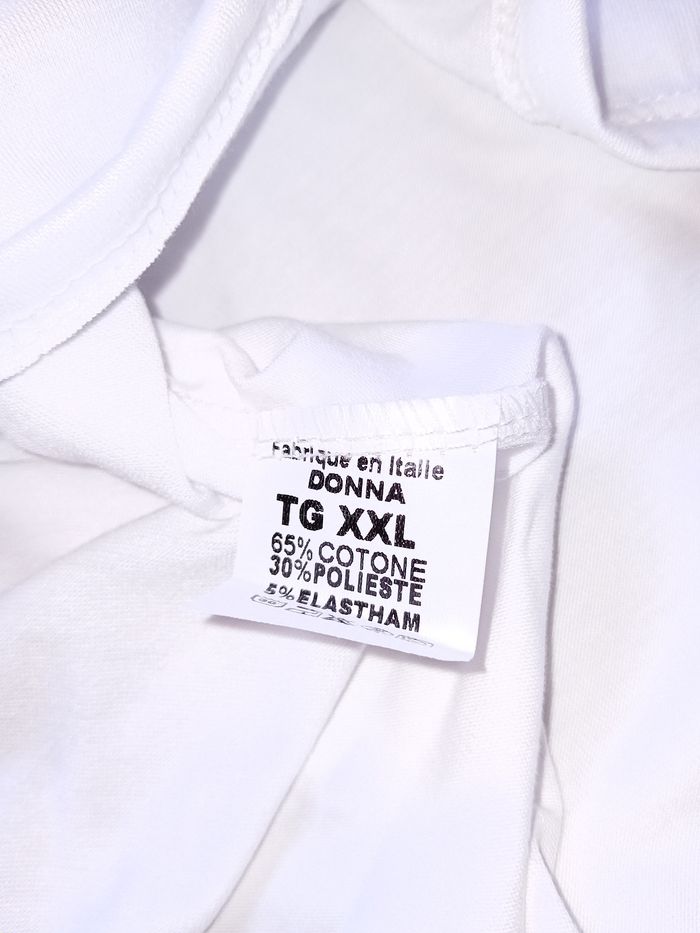 Fabrique en Italie
DONNA
TG XXL
65% COTONE
30% POLIESTE
5% ELASTHAM